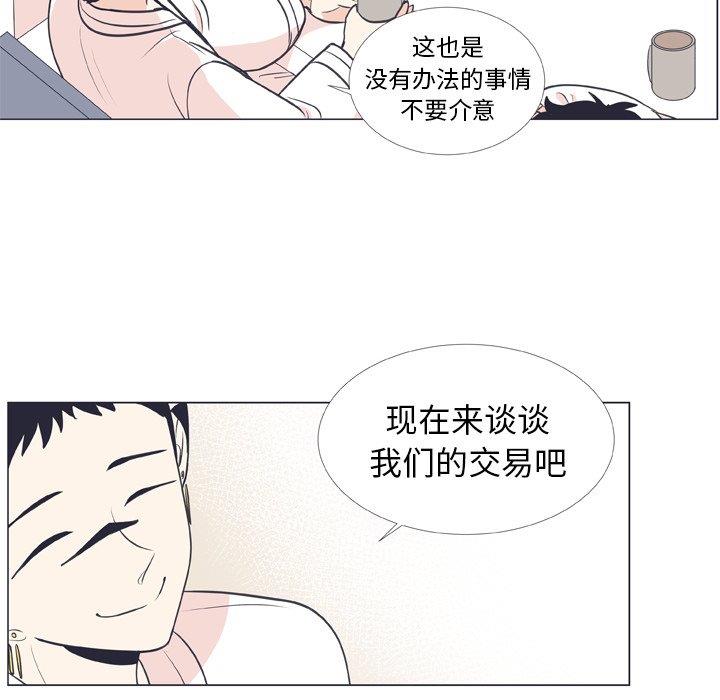 这也是
没有办法的事情
不要介意
现在来谈谈
我们的交易吧